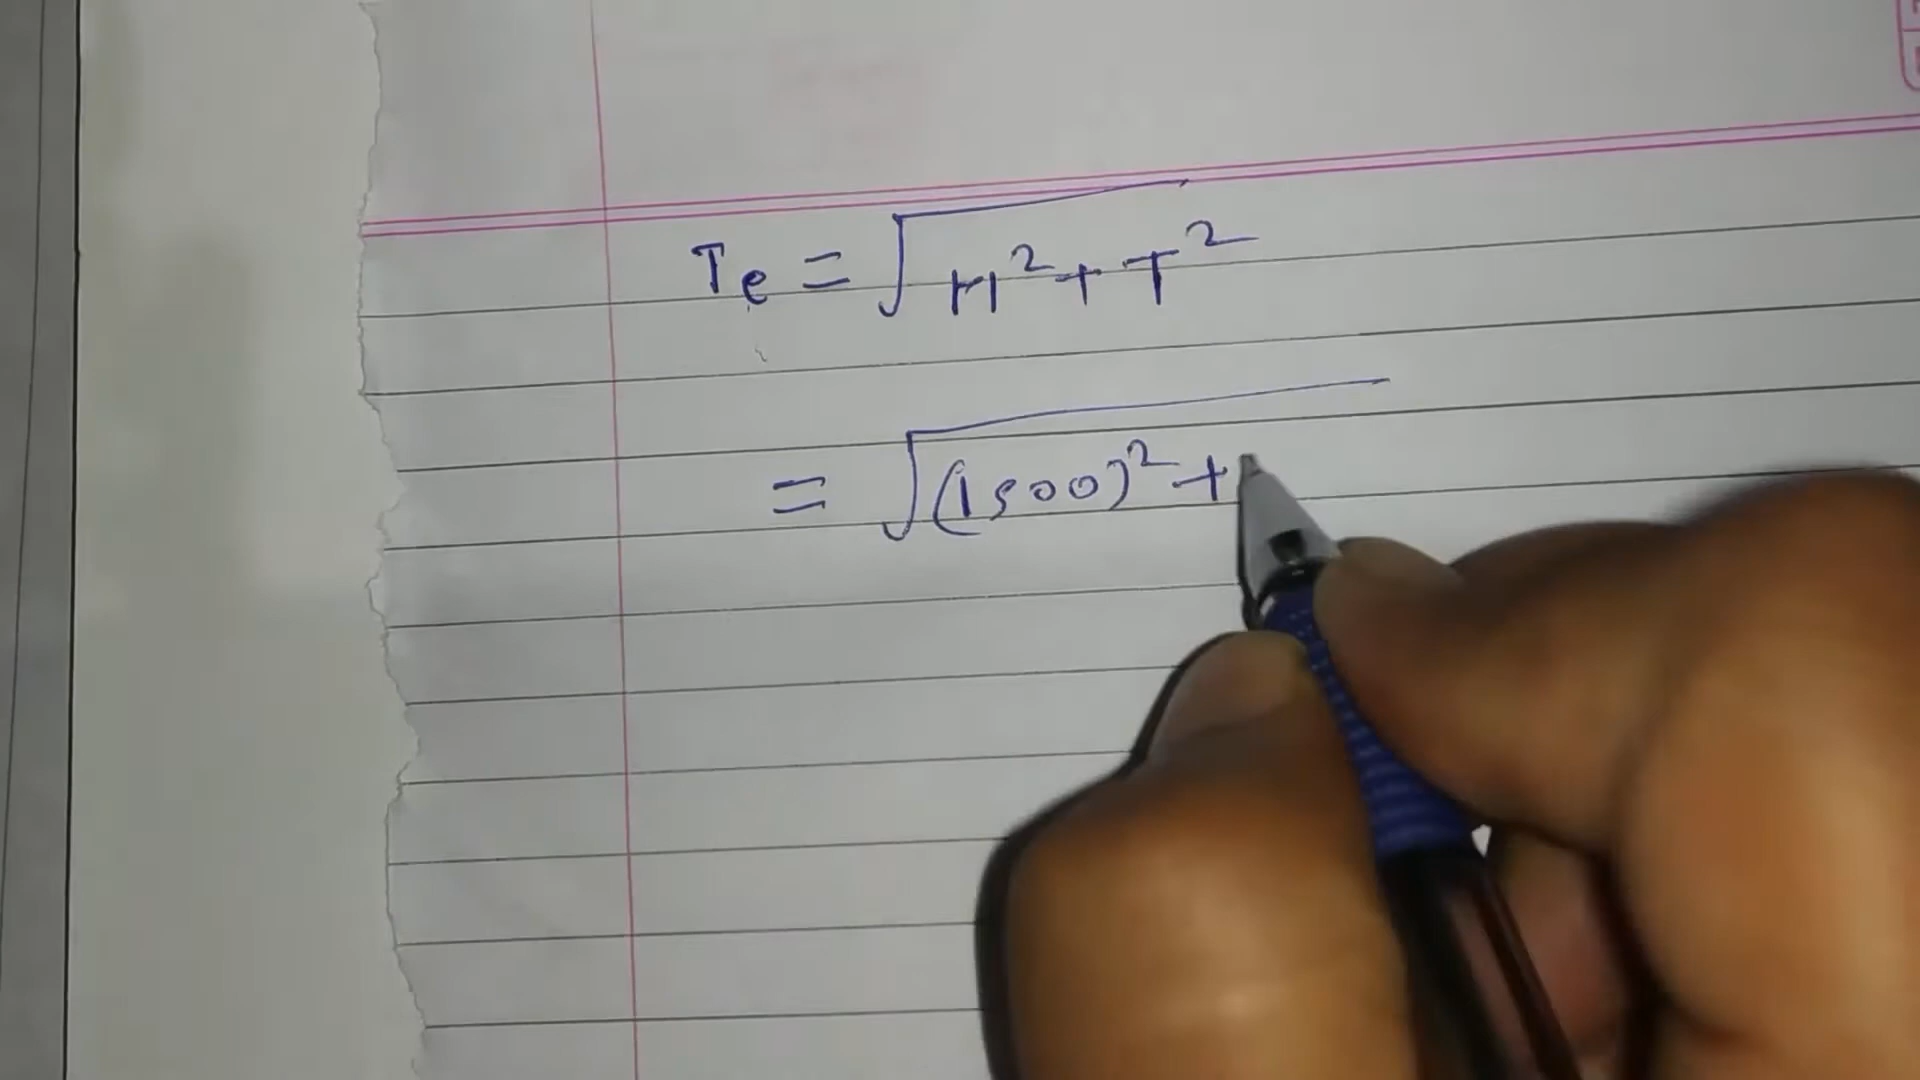 Te = √M² + T²
= √(1500)² +